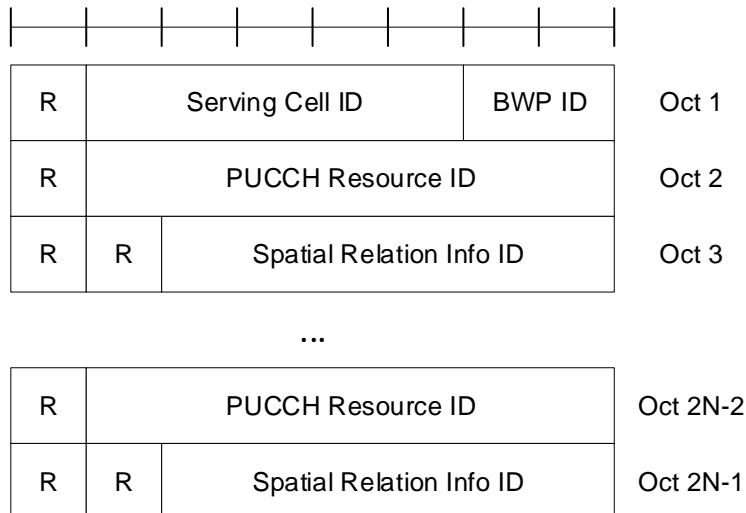 R Serving Cell ID BWP ID Oct 1
R PUCCH Resource ID Oct 2
R R Spatial Relation Info ID Oct 3
...
R PUCCH Resource ID Oct 2N-2
R R Spatial Relation Info ID Oct 2N-1